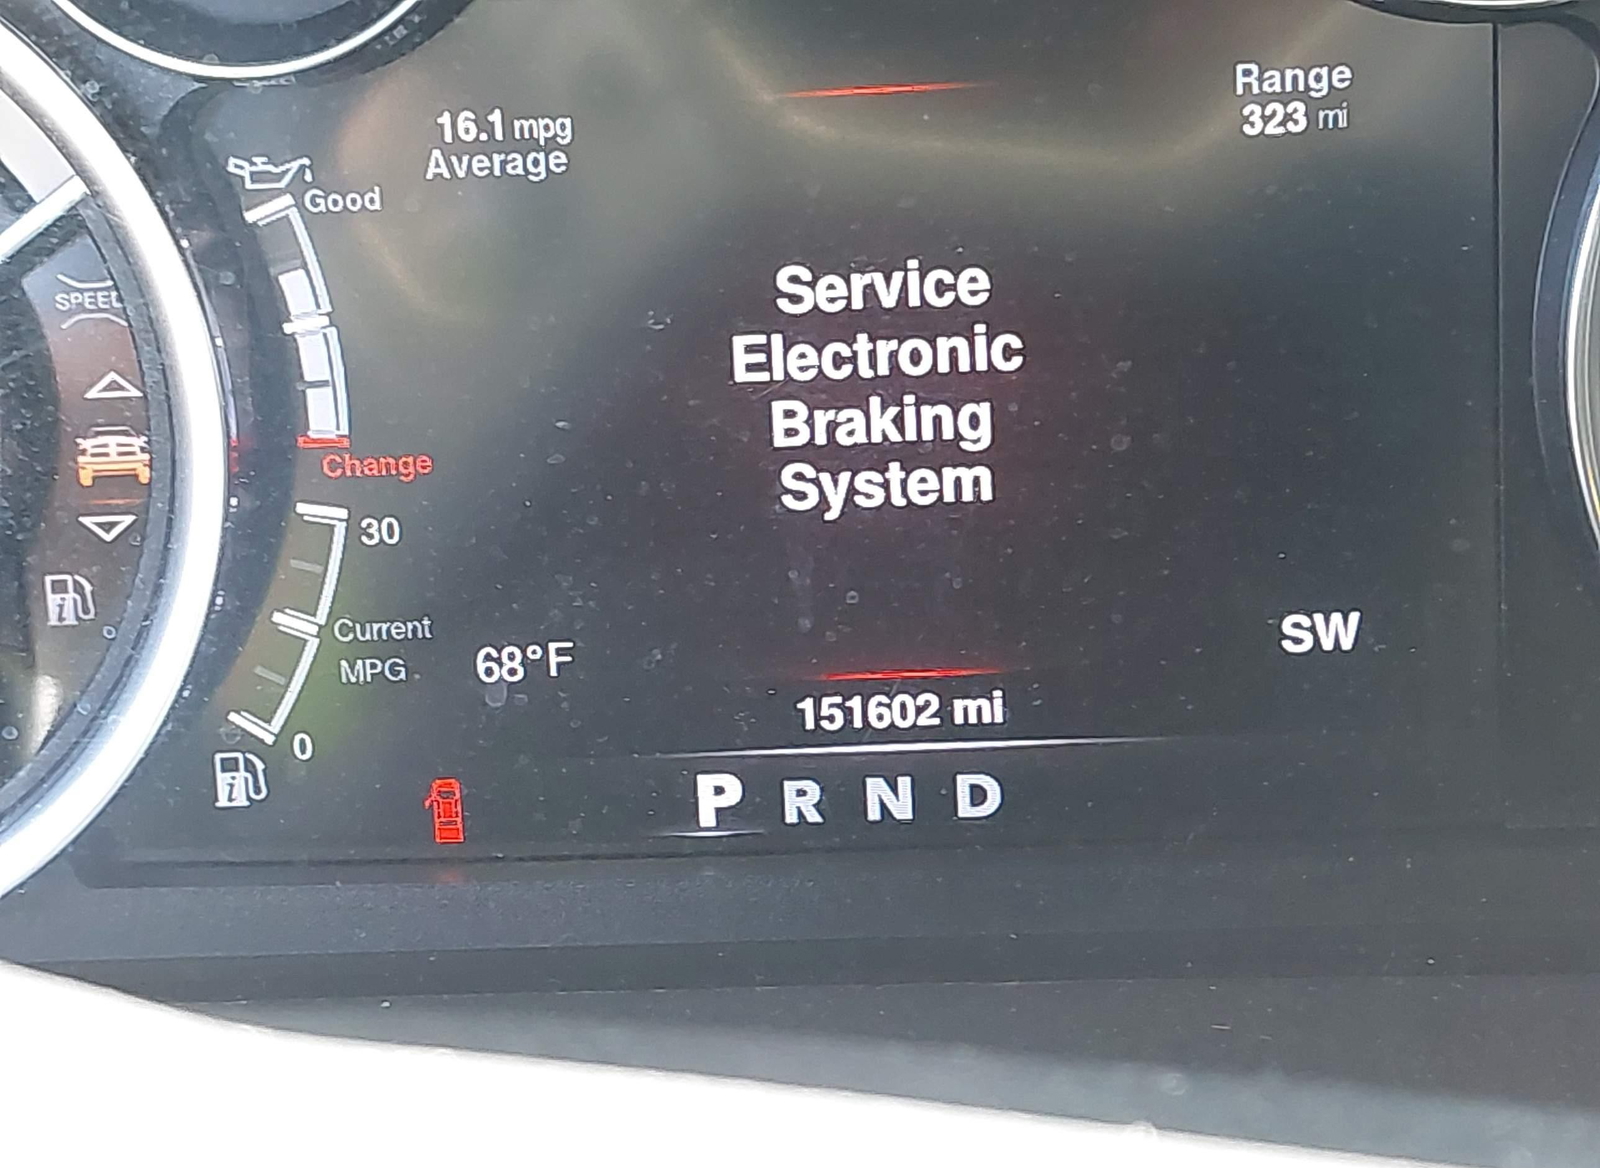 16.1 mpg
Average
Range
323 mi
Good
Service
Electronic
Braking
System
SPEED
Change
30
Current
MPG
0
68°F
SW
151602 mi
P R N D